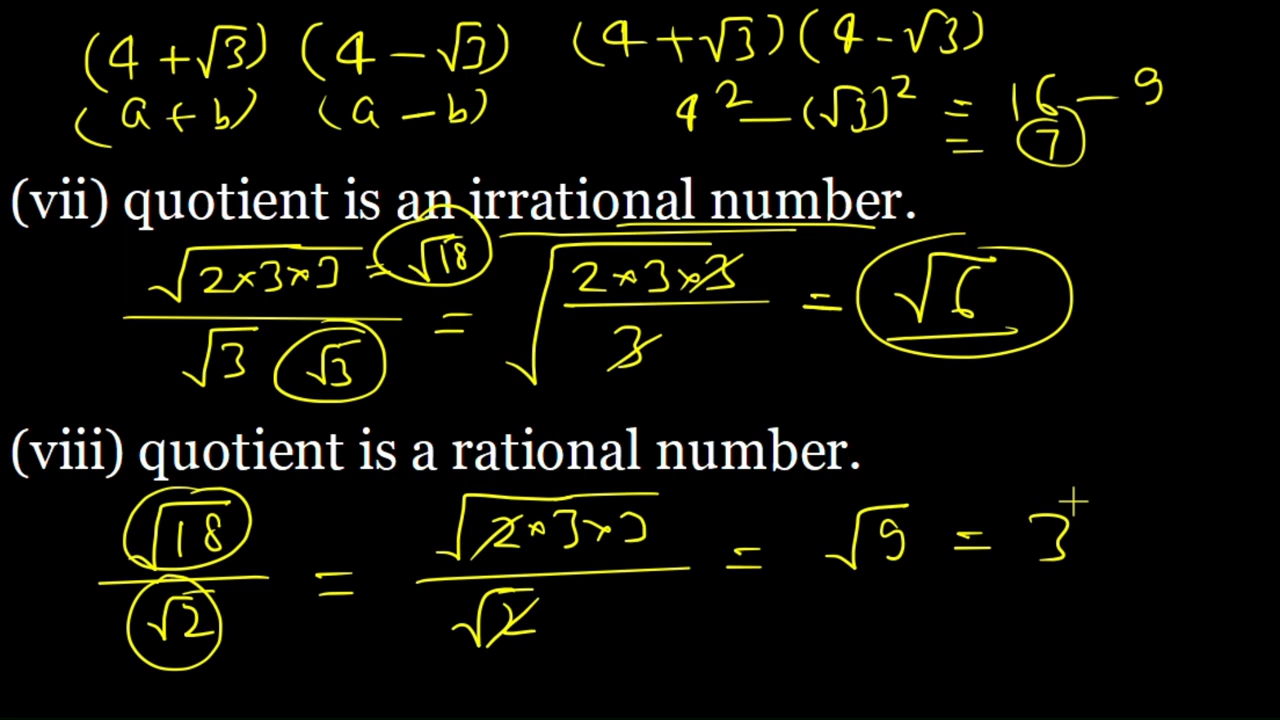 (4 + √3) (4 − √3) (4 + √3)(4 - √3)
(a + b) (a − b) 4² − (√3)² = 16 − 9
= 7
(vii) quotient is an irrational number.
√2×3×3 = √18 / √3 √3 = √2×3×3 / 3 = √6
(viii) quotient is a rational number.
√18 / √2 = √2×3×3 / √2 = √9 = 3